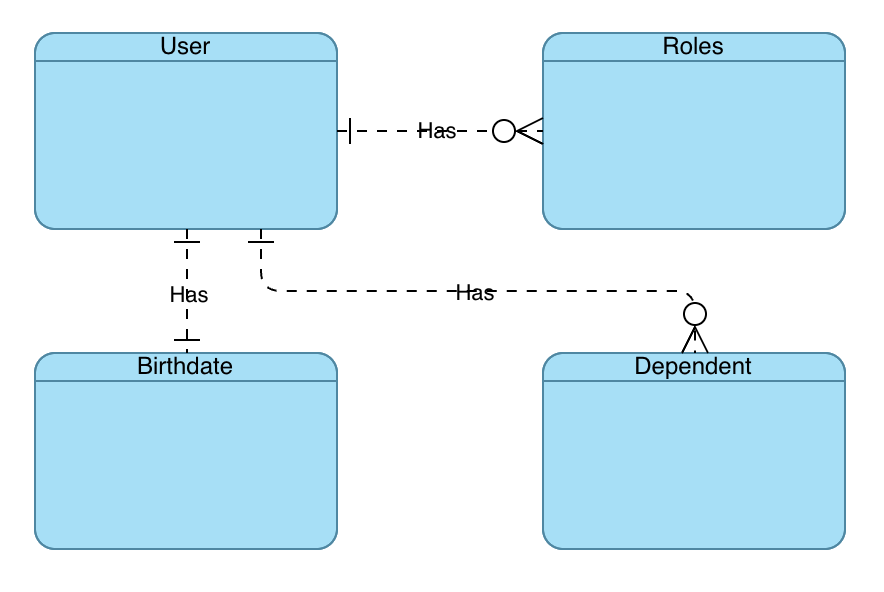 User
Roles
Has
Has
Has
Birthdate
Dependent